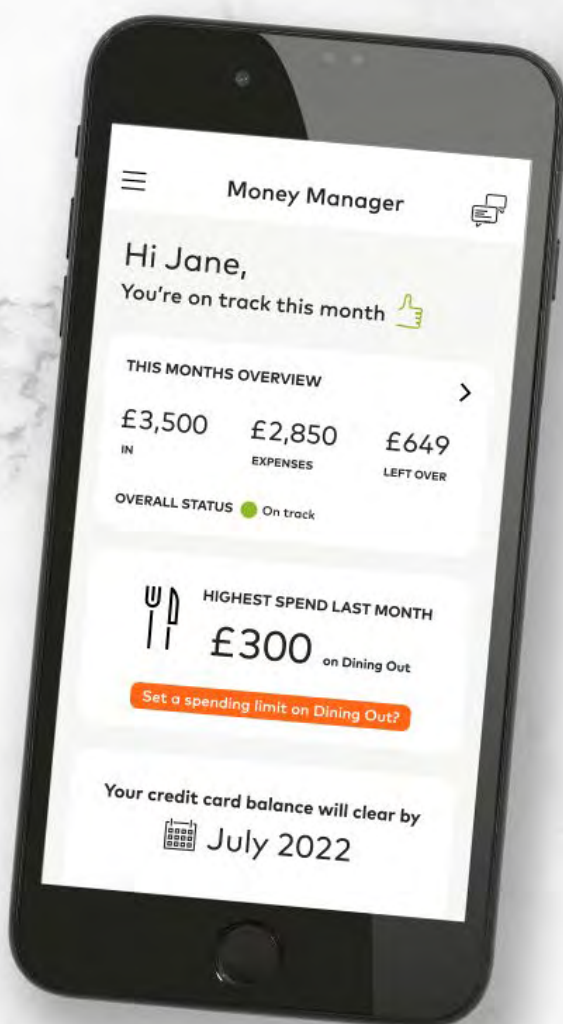 Money Manager
Hi Jane,
You're on track this month
THIS MONTHS OVERVIEW
£3,500 £2,850 £649
IN EXPENSES LEFT OVER
OVERALL STATUS On track
HIGHEST SPEND LAST MONTH
£300 on Dining Out
Set a spending limit on Dining Out?
Your credit card balance will clear by
July 2022